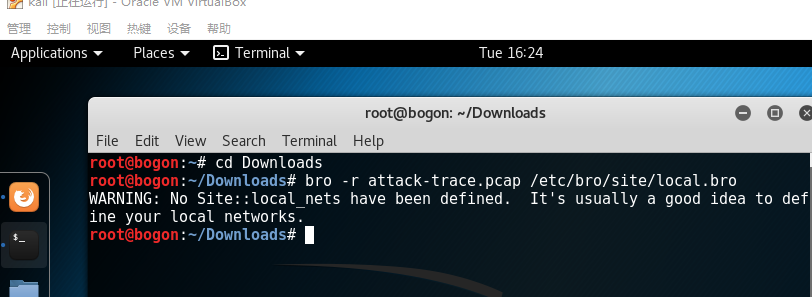 kali [正在运行] - Oracle VM VirtualBox
管理 控制 视图 热键 设备 帮助
Applications Places Terminal Tue 16:24
root@bogon: ~/Downloads
File Edit View Search Terminal Help
root@bogon:~# cd Downloads
root@bogon:~/Downloads# bro -r attack-trace.pcap /etc/bro/site/local.bro
WARNING: No Site::local_nets have been defined.  It's usually a good idea to def
ine your local networks.
root@bogon:~/Downloads#